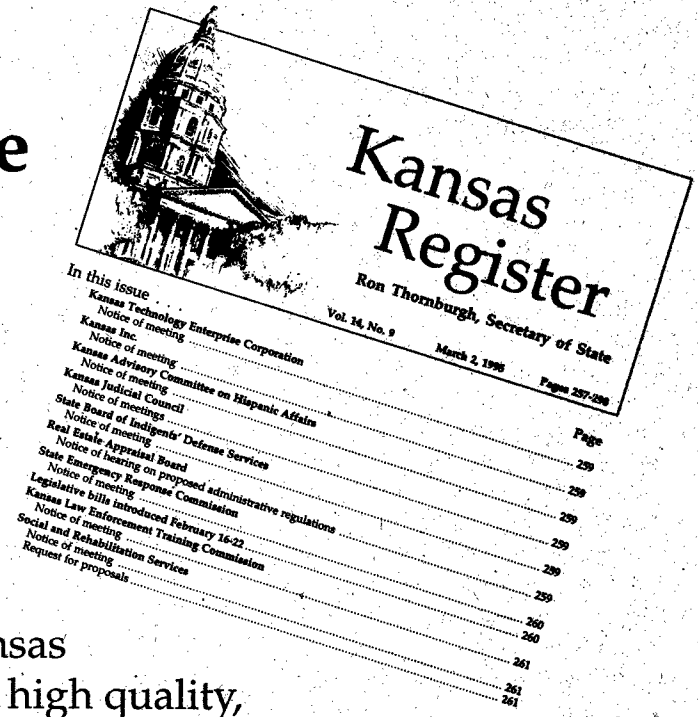 e
Kansas
Register
Ron Thornburgh, Secretary of State
Vol. 14, No. 9 March 2, 1995 Pages 257-298
In this issue . . . Page
Kansas Technology Enterprise Corporation
Notice of meeting ........ 259
Kansas Inc.
Notice of meeting ........ 259
Kansas Advisory Committee on Hispanic Affairs
Notice of meeting ........ 259
Kansas Judicial Council
Notice of meetings ........ 259
State Board of Indigents' Defense Services
Notice of meeting ........ 259
Real Estate Appraisal Board
Notice of hearing on proposed administrative regulations ........ 259
State Emergency Response Commission
Notice of meeting ........ 260
Legislative bills introduced February 16-22 ........ 260
Kansas Law Enforcement Training Commission
Notice of meeting ........ 261
Social and Rehabilitation Services
Notice of meeting ........ 261
Request for proposals ........ 261
nsas
high quality,